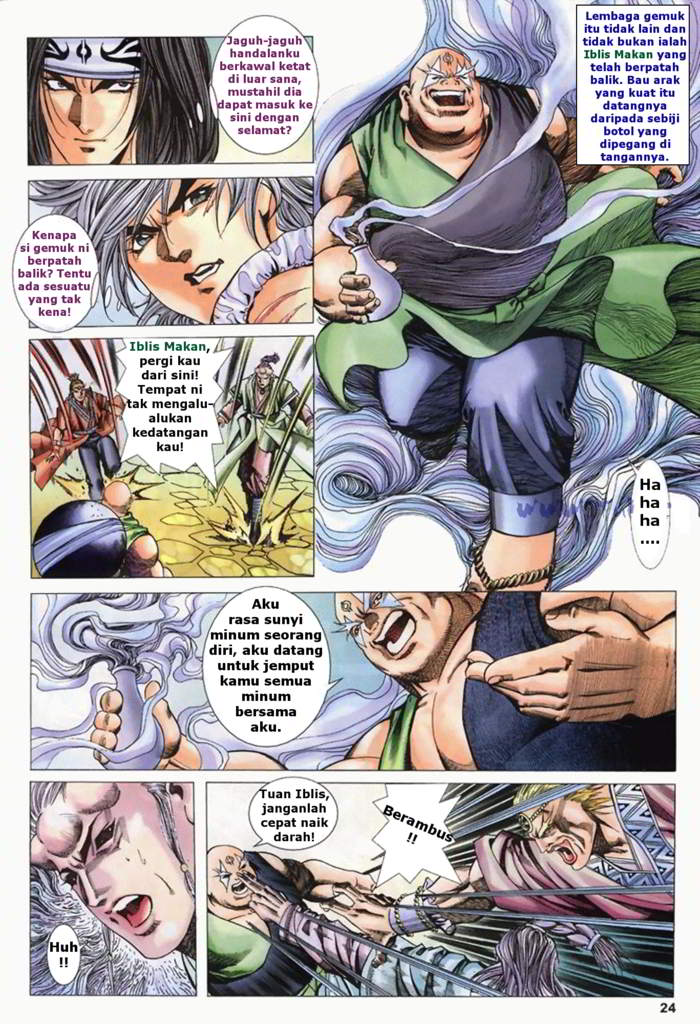 Jaguh-jaguh
handalanku
berkawal ketat
di luar sana,
mustahil dia
dapat masuk ke
sini dengan
selamat?
Lembaga gemuk
itu tidak lain dan
tidak bukan ialah
Iblis Makan yang
telah berpatah
balik. Bau arak
yang kuat itu
datangnya
daripada sebiji
botol yang
dipegang di
tangannya.
Kenapa
si gemuk ni
berpatah
balik? Tentu
ada sesuatu
yang tak
kena!
Iblis Makan,
pergi kau
dari sini!
Tempat ni
tak mengalu-
alukan
kedatangan
kau!
Ha
ha
ha
....
Aku
rasa sunyi
minum seorang
diri, aku datang
untuk jemput
kamu semua
minum
bersama
aku.
Huh
!!
Tuan Iblis,
janganlah
cepat naik
darah!
Berambus
!!
24